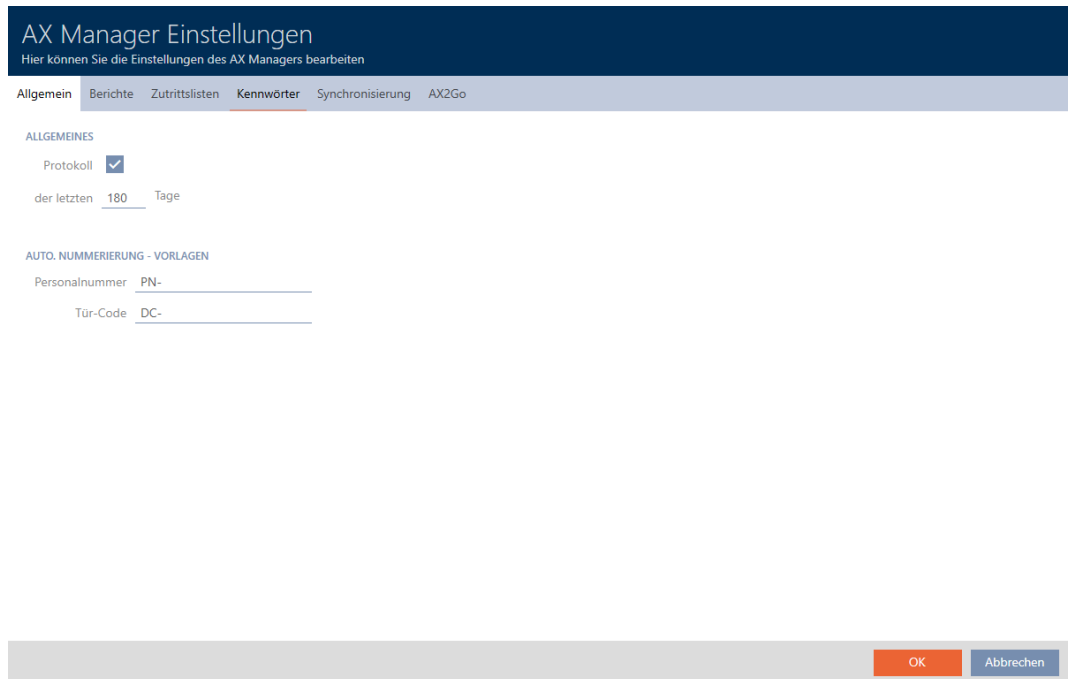 AX Manager Einstellungen
Hier können Sie die Einstellungen des AX Managers bearbeiten
Allgemein Berichte Zutrittslisten Kennwörter Synchronisierung AX2Go
ALLGEMEINES
Protokoll
der letzten 180 Tage
AUTO. NUMMERIERUNG - VORLAGEN
Personalnummer PN-
Tür-Code DC-
OK Abbrechen